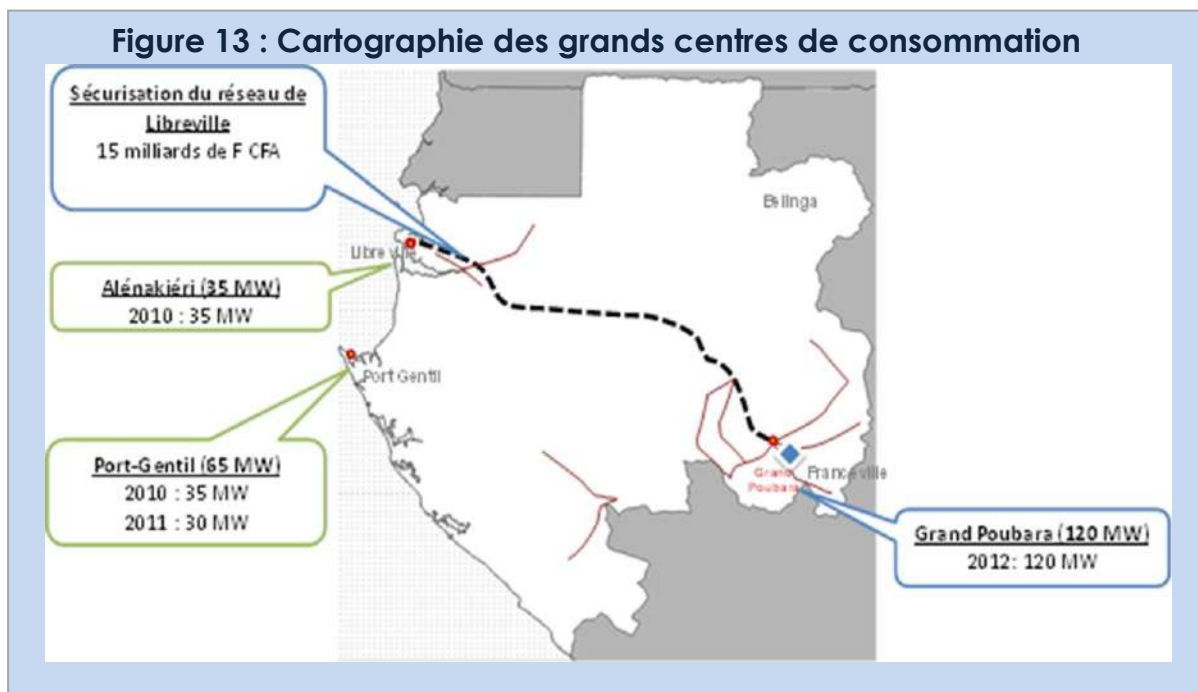 Figure 13 : Cartographie des grands centres de consommation
Sécurisation du réseau de
Libreville
15 milliards de F CFA
Belinga
Libreville
Alénakiéri (35 MW)
2010 : 35 MW
Port Gentil
Port-Gentil (65 MW)
2010 : 35 MW
2011 : 30 MW
Grand
Poubara
Franceville
Grand Poubara (120 MW)
2012: 120 MW